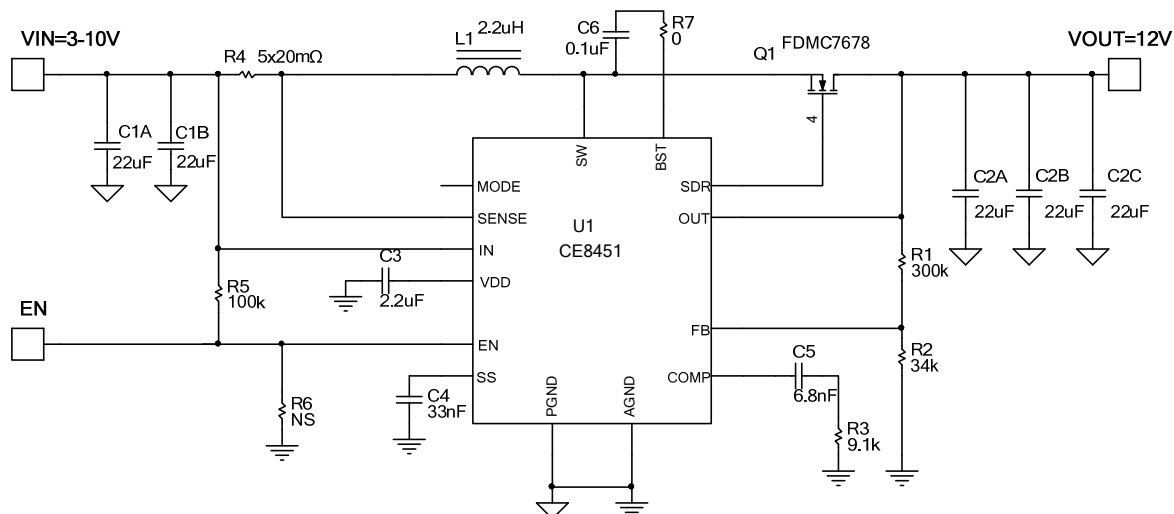 VIN=3-10V
R4 5x20mΩ
L1
2.2uH
C6
0.1uF
R7
0
Q1
FDMC7678
VOUT=12V
C1A
22uF
C1B
22uF
4
SW
BST
MODE
SDR
SENSE
OUT
IN
VDD
U1
CE8451
C2A
22uF
C2B
22uF
C2C
22uF
C3
2.2uF
R1
300k
R5
100k
EN
EN
FB
R2
34k
SS
COMP
C5
6.8nF
C4
33nF
R6
NS
PGND
AGND
R3
9.1k